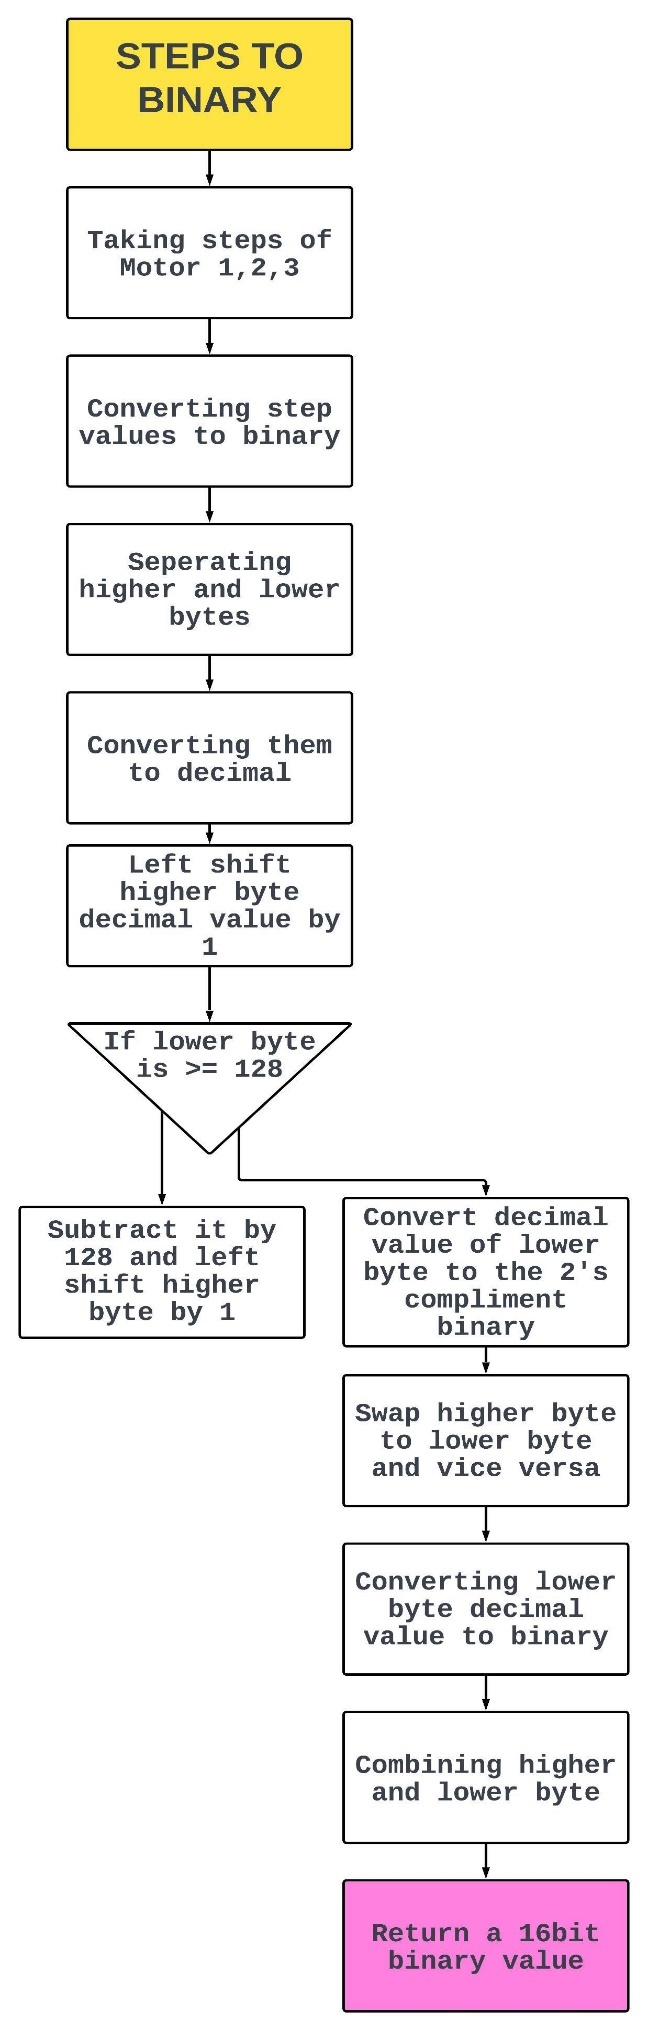 STEPS TO
BINARY
Taking steps of
Motor 1,2,3
Converting step
values to binary
Seperating
higher and lower
bytes
Converting them
to decimal
Left shift
higher byte
decimal value by
1
If lower byte
is >= 128
Subtract it by
128 and left
shift higher
byte by 1
Convert decimal
value of lower
byte to the 2's
compliment
binary
Swap higher byte
to lower byte
and vice versa
Converting lower
byte decimal
value to binary
Combining higher
and lower byte
Return a 16bit
binary value